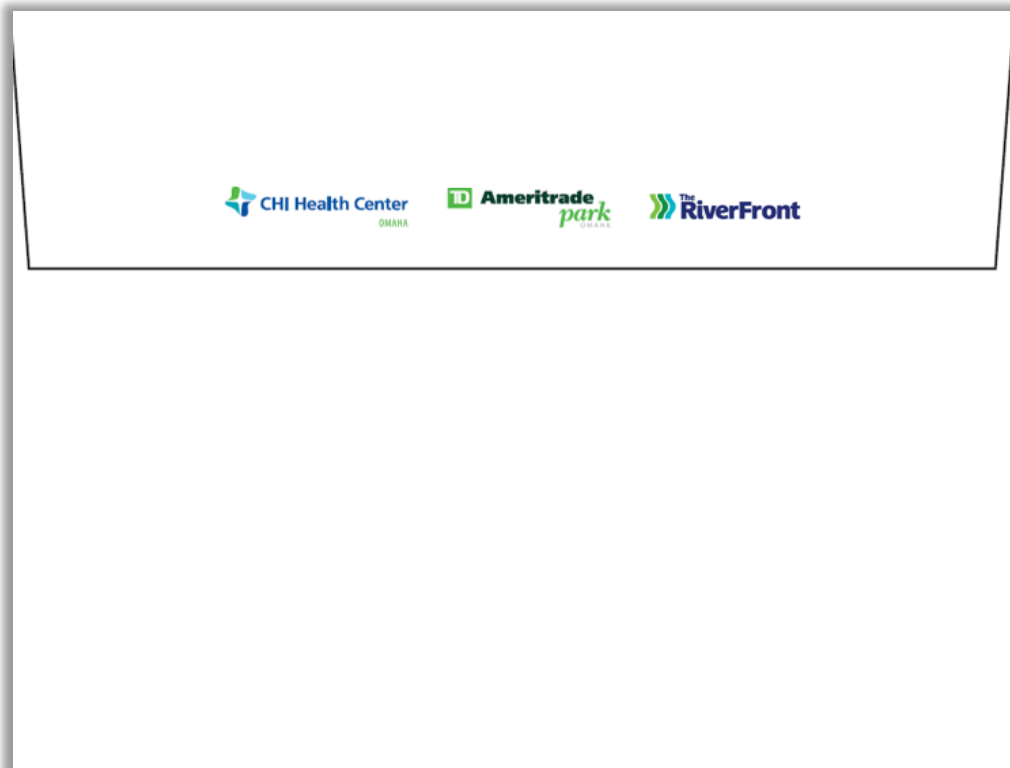 CHI Health Center
OMAHA
TD Ameritrade
park
OMAHA
The
RiverFront